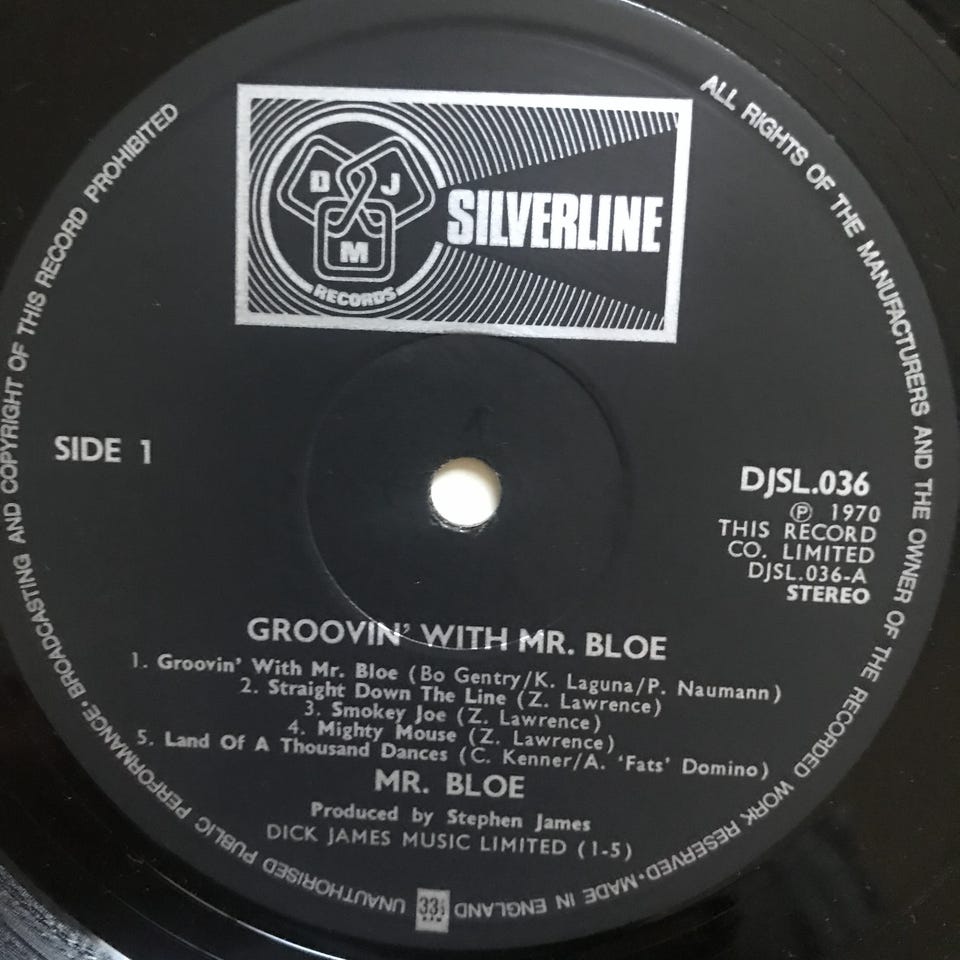 D J
M
RECORDS
SILVERLINE
SIDE 1
DJSL.036
Ⓟ 1970
THIS RECORD
CO. LIMITED
DJSL.036-A
STEREO
GROOVIN' WITH MR. BLOE
1. Groovin' With Mr. Bloe (Bo Gentry/K. Laguna/P. Naumann)
2. Straight Down The Line (Z. Lawrence)
3. Smokey Joe (Z. Lawrence)
4. Mighty Mouse (Z. Lawrence)
5. Land Of A Thousand Dances (C. Kenner/A. 'Fats' Domino)
MR. BLOE
Produced by Stephen James
DICK JAMES MUSIC LIMITED (1-5)
ALL RIGHTS OF THE MANUFACTURERS AND THE OWNER OF THE RECORDED WORK RESERVED • MADE IN ENGLAND
33⅓
RPM
UNAUTHORISED PUBLIC PERFORMANCE • BROADCASTING AND COPYRIGHT OF THIS RECORD PROHIBITED